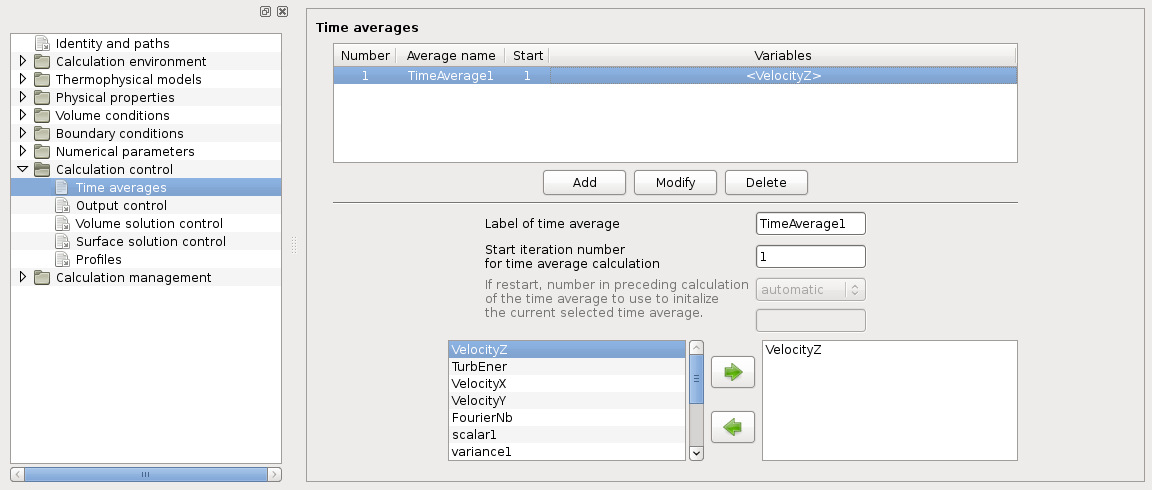 Identity and paths
Calculation environment
Thermophysical models
Physical properties
Volume conditions
Boundary conditions
Numerical parameters
Calculation control
Time averages
Output control
Volume solution control
Surface solution control
Profiles
Calculation management
Time averages
Number Average name Start Variables
1 TimeAverage1 1 <VelocityZ>
Add Modify Delete
Label of time average TimeAverage1
Start iteration number
for time average calculation 1
If restart, number in preceding calculation
of the time average to use to initalize
the current selected time average.
automatic
VelocityZ
TurbEner
VelocityX
VelocityY
FourierNb
scalar1
variance1
VelocityZ